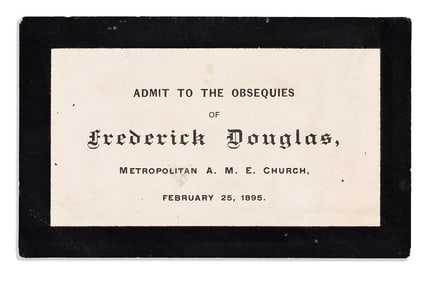 ADMIT TO THE OBSEQUIES
OF
Frederick Douglas,
METROPOLITAN A. M. E. CHURCH,
FEBRUARY 25, 1895.